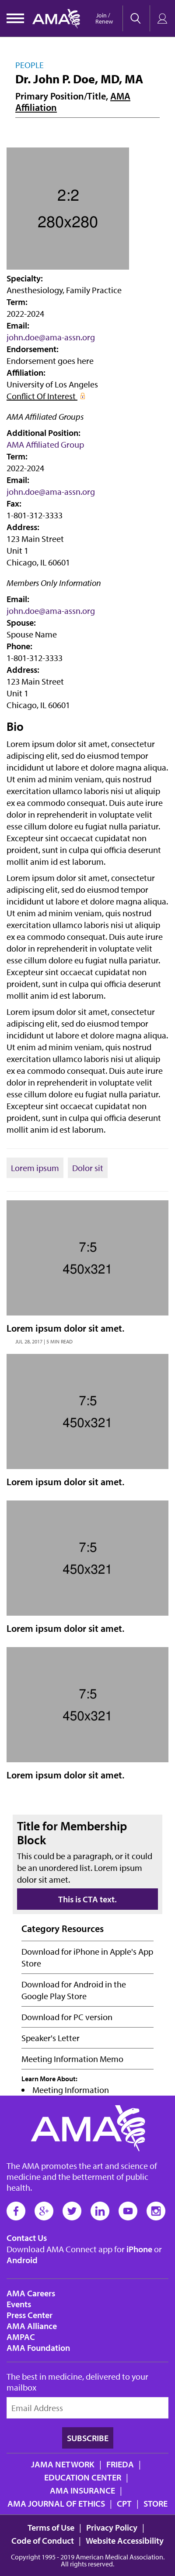 AMA
Join /
Renew
PEOPLE
Dr. John P. Doe, MD, MA
Primary Position/Title, AMA
Affiliation
2:2
280x280
Specialty:
Anesthesiology, Family Practice
Term:
2022-2024
Email:
john.doe@ama-assn.org
Endorsement:
Endorsement goes here
Affiliation:
University of Los Angeles
Conflict Of Interest
AMA Affiliated Groups
Additional Position:
AMA Affiliated Group
Term:
2022-2024
Email:
john.doe@ama-assn.org
Fax:
1-801-312-3333
Address:
123 Main Street
Unit 1
Chicago, IL 60601
Members Only Information
Email:
john.doe@ama-assn.org
Spouse:
Spouse Name
Phone:
1-801-312-3333
Address:
123 Main Street
Unit 1
Chicago, IL 60601
Bio
Lorem ipsum dolor sit amet, consectetur
adipiscing elit, sed do eiusmod tempor
incididunt ut labore et dolore magna aliqua.
Ut enim ad minim veniam, quis nostrud
exercitation ullamco laboris nisi ut aliquip
ex ea commodo consequat. Duis aute irure
dolor in reprehenderit in voluptate velit
esse cillum dolore eu fugiat nulla pariatur.
Excepteur sint occaecat cupidatat non
proident, sunt in culpa qui officia deserunt
mollit anim id est laborum.
Lorem ipsum dolor sit amet, consectetur
adipiscing elit, sed do eiusmod tempor
incididunt ut labore et dolore magna aliqua.
Ut enim ad minim veniam, quis nostrud
exercitation ullamco laboris nisi ut aliquip
ex ea commodo consequat. Duis aute irure
dolor in reprehenderit in voluptate velit
esse cillum dolore eu fugiat nulla pariatur.
Excepteur sint occaecat cupidatat non
proident, sunt in culpa qui officia deserunt
mollit anim id est laborum.
Lorem ipsum dolor sit amet, consectetur
adipiscing elit, sed do eiusmod tempor
incididunt ut labore et dolore magna aliqua.
Ut enim ad minim veniam, quis nostrud
exercitation ullamco laboris nisi ut aliquip
ex ea commodo consequat. Duis aute irure
dolor in reprehenderit in voluptate velit
esse cillum dolore eu fugiat nulla pariatur.
Excepteur sint occaecat cupidatat non
proident, sunt in culpa qui officia deserunt
mollit anim id est laborum.
Lorem ipsum Dolor sit
7:5
450x321
Lorem ipsum dolor sit amet.
JUL 28, 2017 | 5 MIN READ
7:5
450x321
Lorem ipsum dolor sit amet.
7:5
450x321
Lorem ipsum dolor sit amet.
7:5
450x321
Lorem ipsum dolor sit amet.
Title for Membership
Block
This could be a paragraph, or it could
be an unordered list. Lorem ipsum
dolor sit amet.
This is CTA text.
Category Resources
Download for iPhone in Apple's App
Store
Download for Android in the
Google Play Store
Download for PC version
Speaker's Letter
Meeting Information Memo
Learn More About:
• Meeting Information
AMA
The AMA promotes the art and science of
medicine and the betterment of public
health.
Contact Us
Download AMA Connect app for iPhone or
Android
AMA Careers
Events
Press Center
AMA Alliance
AMPAC
AMA Foundation
The best in medicine, delivered to your
mailbox
Email Address
SUBSCRIBE
JAMA NETWORK | FRIEDA |
EDUCATION CENTER |
AMA INSURANCE |
AMA JOURNAL OF ETHICS | CPT | STORE
Terms of Use | Privacy Policy |
Code of Conduct | Website Accessibility
Copyright 1995 - 2019 American Medical Association.
All rights reserved.